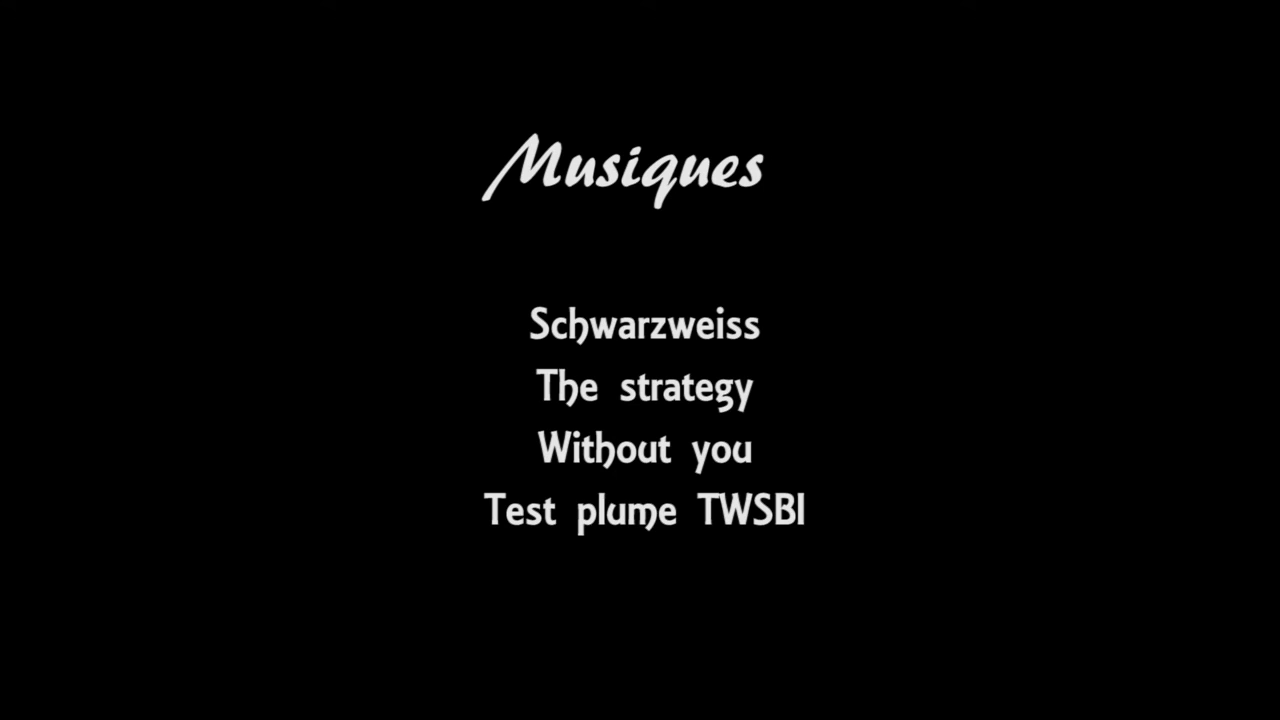 Musiques
Schwarzweiss
The strategy
Without you
Test plume TWSBI